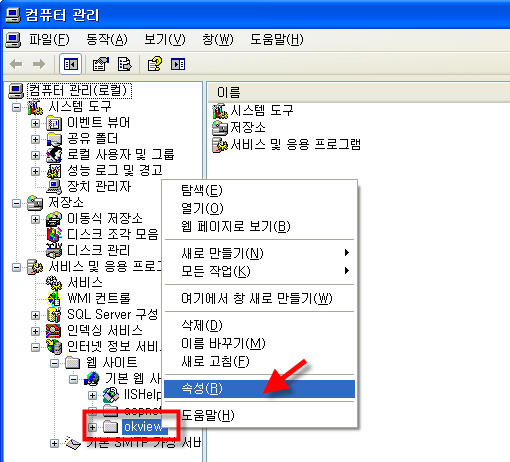 컴퓨터 관리
파일(F) 동작(A) 보기(V) 창(W) 도움말(H)
컴퓨터 관리(로컬)
시스템 도구
이벤트 뷰어
공유 폴더
로컬 사용자 및 그룹
성능 로그 및 경고
장치 관리자
저장소
이동식 저장소
디스크 조각 모음
디스크 관리
서비스 및 응용 프로그
서비스
WMI 컨트롤
SQL Server 구성
인덱싱 서비스
인터넷 정보 서비
웹 사이트
기본 웹 사
IISHelp
aspnet
okview
기본 SMTP 가상 서버
이름
시스템 도구
저장소
서비스 및 응용 프로그램
탐색(E)
열기(O)
웹 페이지로 보기(B)
새로 만들기(N)
모든 작업(K)
여기에서 창 새로 만들기(W)
삭제(D)
이름 바꾸기(M)
새로 고침(F)
속성(R)
도움말(H)